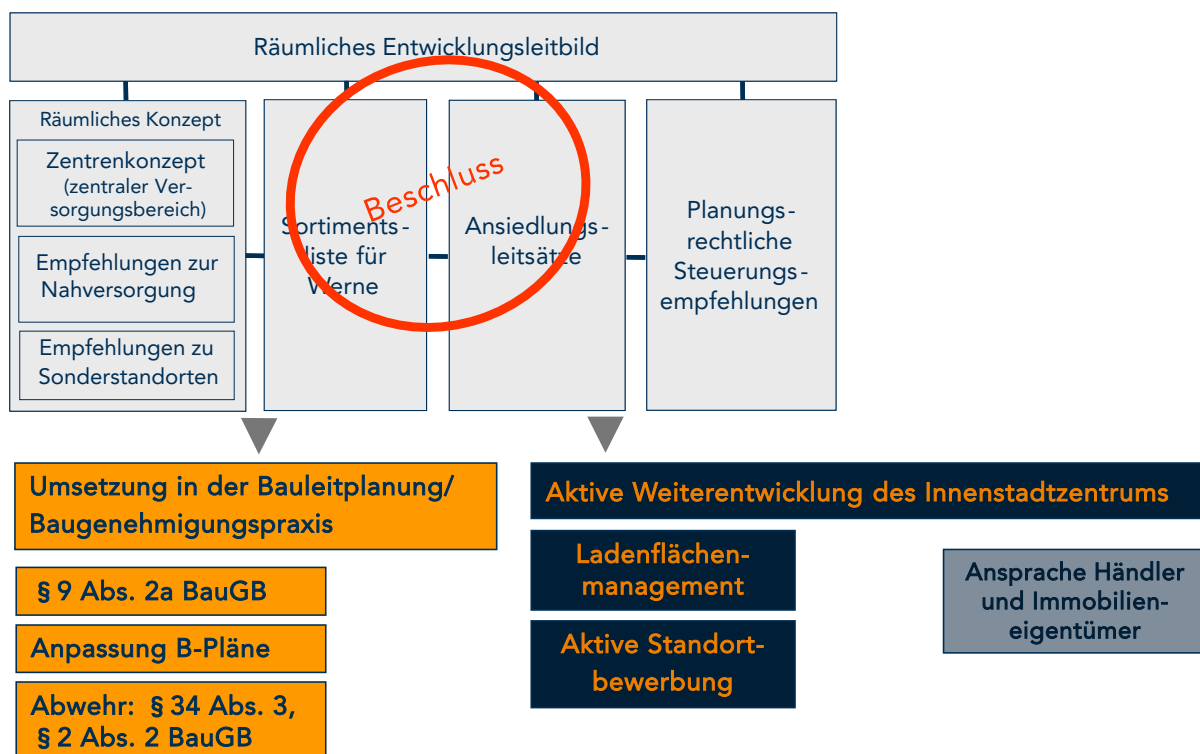 Räumliches Entwicklungsleitbild
Räumliches Konzept
Zentrenkonzept
(zentraler Ver-
sorgungsbereich)
Empfehlungen zur
Nahversorgung
Empfehlungen zu
Sonderstandorten
Sortiments-
liste für
Werne
Ansiedlungs-
leitsätze
Planungs-
rechtliche
Steuerungs-
empfehlungen
Beschluss
Umsetzung in der Bauleitplanung/
Baugenehmigungspraxis
§ 9 Abs. 2a BauGB
Anpassung B-Pläne
Abwehr: § 34 Abs. 3,
§ 2 Abs. 2 BauGB
Aktive Weiterentwicklung des Innenstadtzentrums
Ladenflächen-
management
Aktive Standort-
bewerbung
Ansprache Händler
und Immobilien-
eigentümer